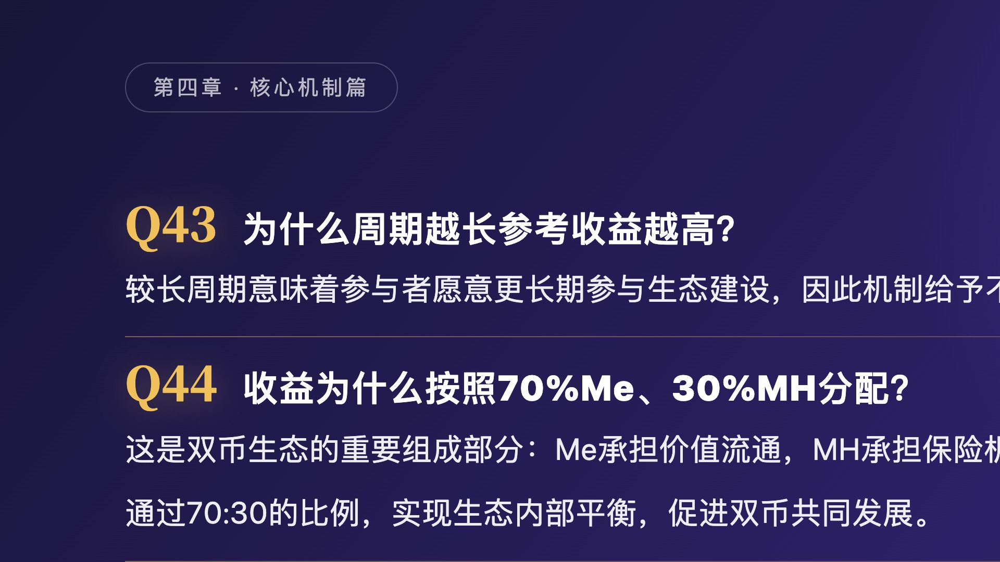 第四章 · 核心机制篇
Q43 为什么周期越长参考收益越高?
较长周期意味着参与者愿意更长期参与生态建设，因此机制给予不
Q44 收益为什么按照70%Me、30%MH分配?
这是双币生态的重要组成部分：Me承担价值流通，MH承担保险
通过70:30的比例，实现生态内部平衡，促进双币共同发展。